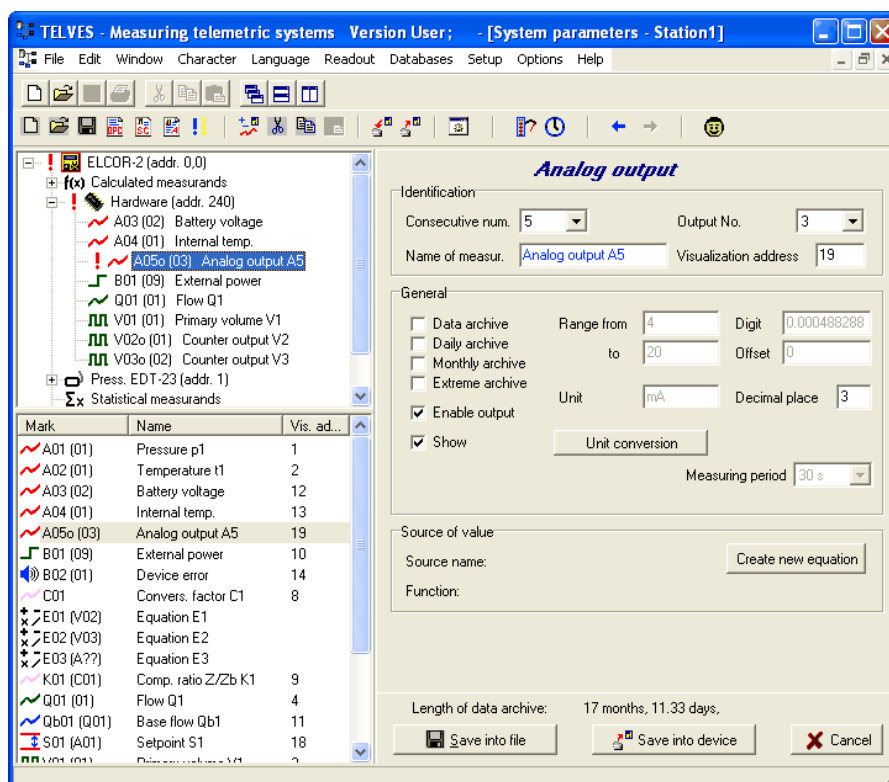 TELVES - Measuring telemetric systems   Version User;      - [System parameters - Station1]
File Edit Window Character Language Readout Databases Setup Options Help
ELCOR-2 (addr. 0,0)
f(x) Calculated measurands
Hardware (addr. 240)
A03 (02) Battery voltage
A04 (01) Internal temp.
A05o (03) Analog output A5
B01 (09) External power
Q01 (01) Flow Q1
V01 (01) Primary volume V1
V02o (01) Counter output V2
V03o (02) Counter output V3
Press. EDT-23 (addr. 1)
Σx Statistical measurands
Mark Name Vis. ad...
A01 (01) Pressure p1 1
A02 (01) Temperature t1 2
A03 (02) Battery voltage 12
A04 (01) Internal temp. 13
A05o (03) Analog output A5 19
B01 (09) External power 10
B02 (01) Device error 14
C01 Convers. factor C1 8
E01 (V02) Equation E1
E02 (V03) Equation E2
E03 (A??) Equation E3
K01 (C01) Comp. ratio Z/Zb K1 9
Q01 (01) Flow Q1 4
Qb01 (Q01) Base flow Qb1 11
S01 (A01) Setpoint S1 18
V01 (01) Primary volume V1
Analog output
Identification
Consecutive num. 5 Output No. 3
Name of measur. Analog output A5 Visualization address 19
General
Data archive
Daily archive
Monthly archive
Extreme archive
Enable output
Show
Range from 4 Digit 0.000488288
to 20 Offset 0
Unit mA Decimal place 3
Unit conversion
Measuring period 30 s
Source of value
Source name:
Create new equation
Function:
Length of data archive: 17 months, 11.33 days,
Save into file Save into device Cancel